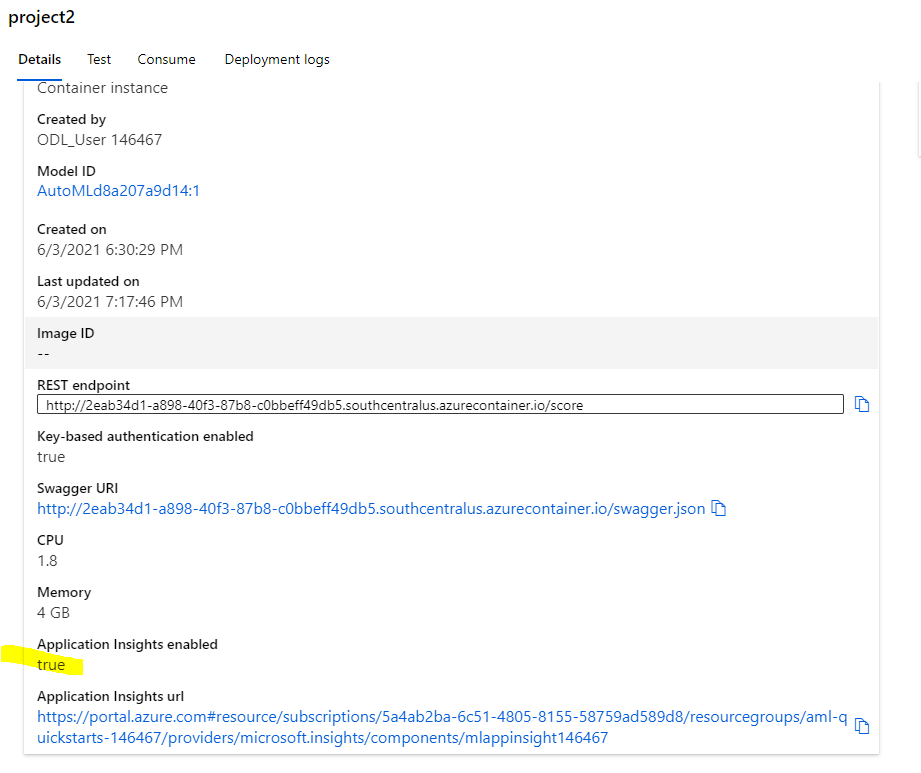 project2
Details Test Consume Deployment logs
Container instance
Created by
ODL_User 146467
Model ID
AutoMLd8a207a9d14:1
Created on
6/3/2021 6:30:29 PM
Last updated on
6/3/2021 7:17:46 PM
Image ID
--
REST endpoint
http://2eab34d1-a898-40f3-87b8-c0bbeff49db5.southcentralus.azurecontainer.io/score
Key-based authentication enabled
true
Swagger URI
http://2eab34d1-a898-40f3-87b8-c0bbeff49db5.southcentralus.azurecontainer.io/swagger.json
CPU
1.8
Memory
4 GB
Application Insights enabled
true
Application Insights url
https://portal.azure.com#resource/subscriptions/5a4ab2ba-6c51-4805-8155-58759ad589d8/resourcegroups/aml-q
uickstarts-146467/providers/microsoft.insights/components/mlappinsight146467